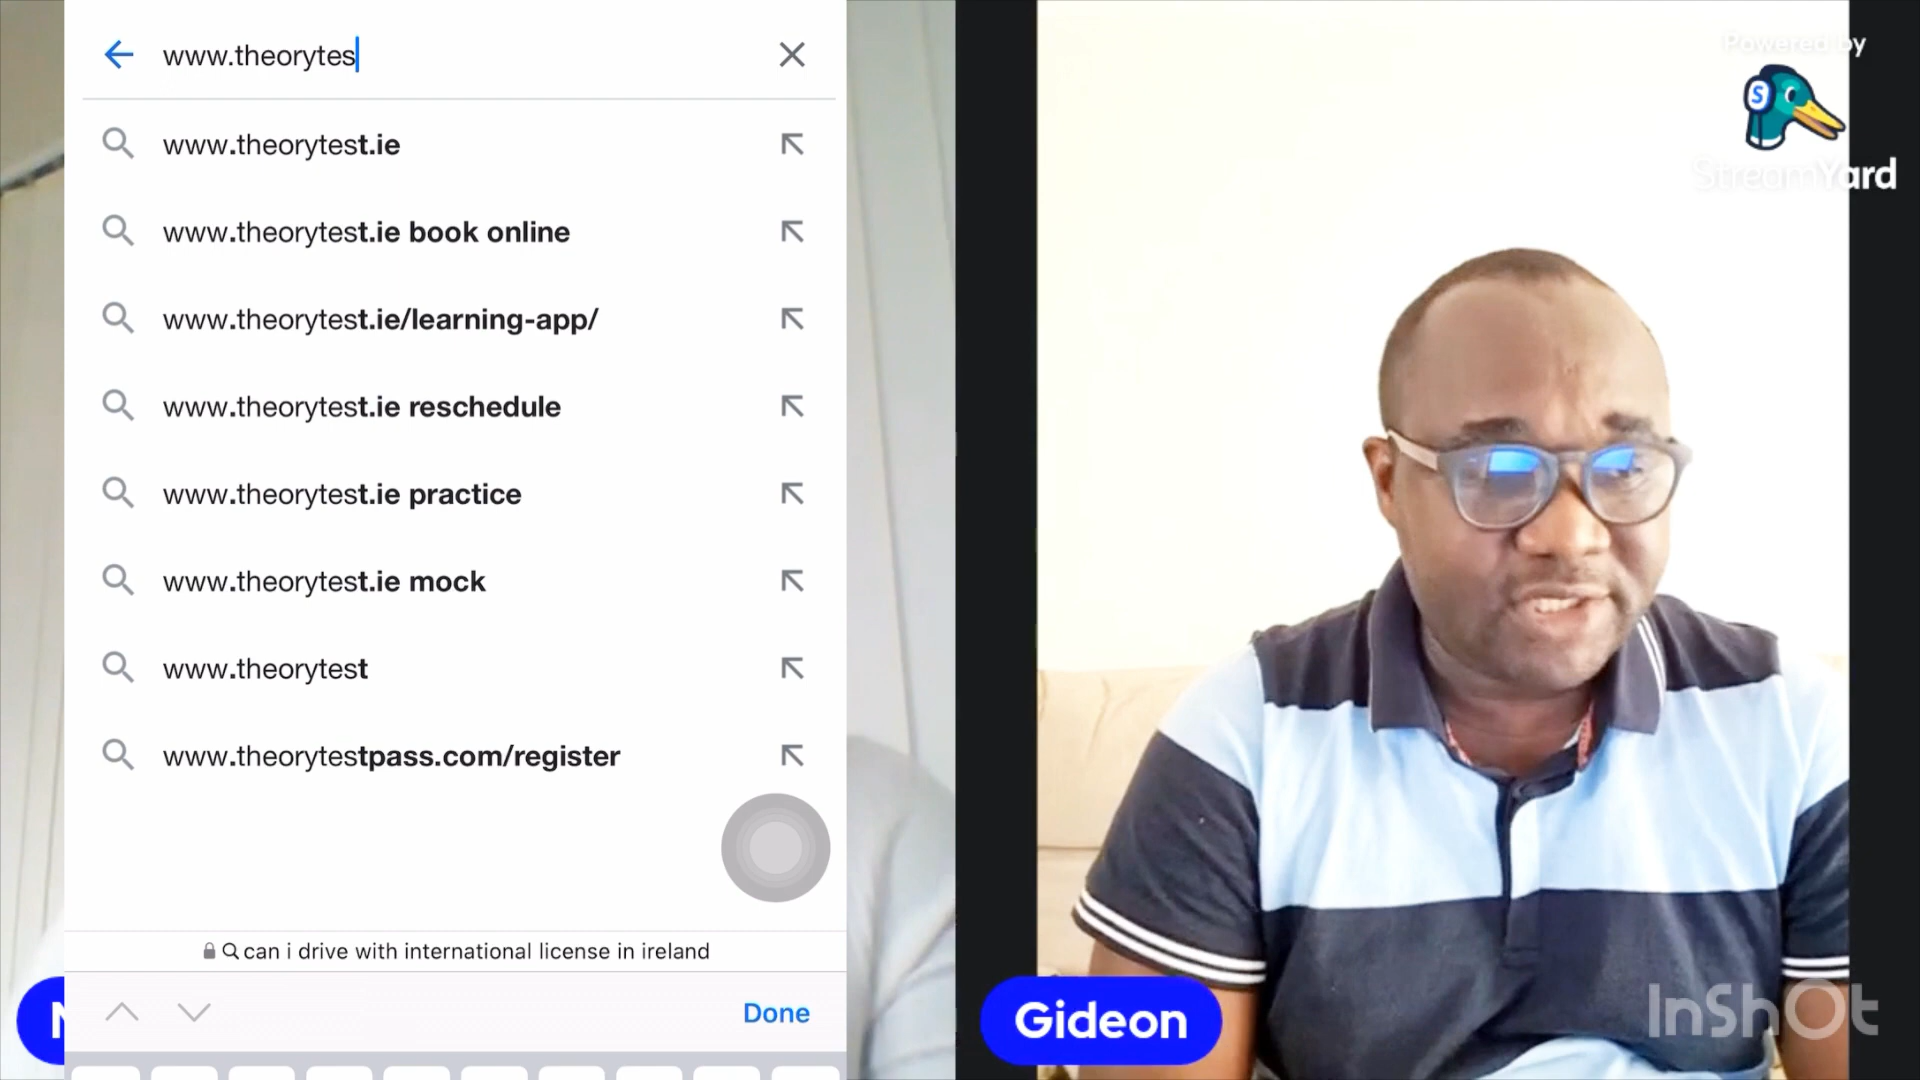 www.theorytes
www.theorytest.ie
www.theorytest.ie book online
www.theorytest.ie/learning-app/
www.theorytest.ie reschedule
www.theorytest.ie practice
www.theorytest.ie mock
www.theorytest
www.theorytestpass.com/register
can i drive with international license in ireland
Done
Powered by
S
StreamYard
Gideon
InShOt